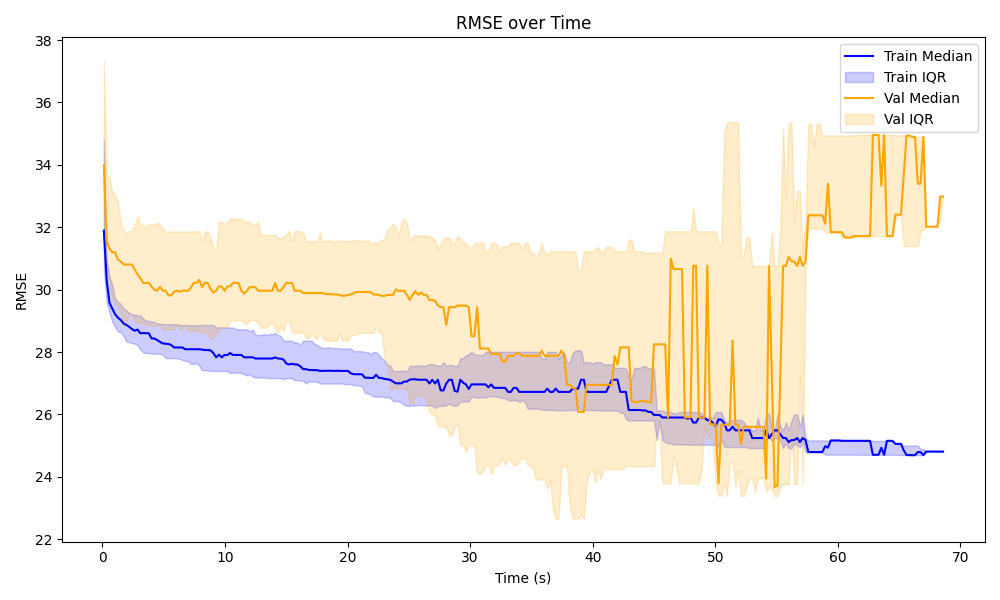 RMSE over Time
38
36
34
32
30
28
26
24
22
RMSE
0 10 20 30 40 50 60 70
Time (s)
Train Median
Train IQR
Val Median
Val IQR